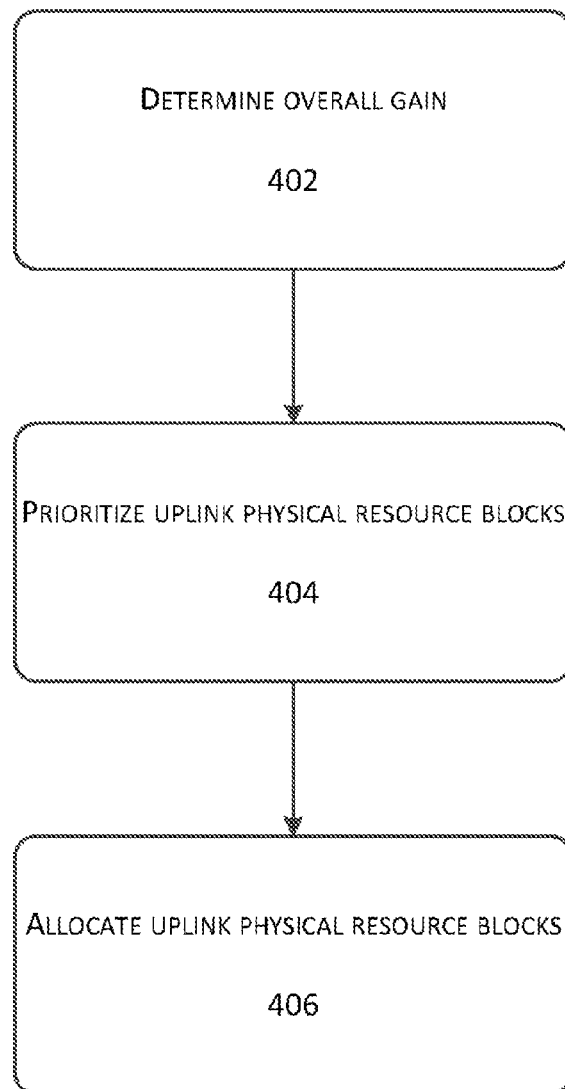 DETERMINE OVERALL GAIN
402
PRIORITIZE UPLINK PHYSICAL RESOURCE BLOCKS
404
ALLOCATE UPLINK PHYSICAL RESOURCE BLOCKS
406